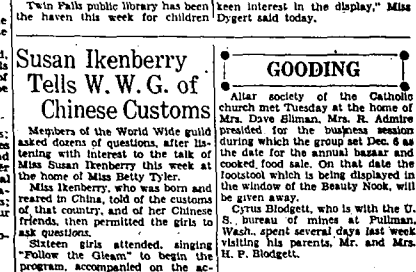 Twin Falls public library has been
the haven this week for children
Susan Ikenberry
Tells W. W. G. of
Chinese Customs
Members of the World Wide guild
asked dozens of questions, after lis-
tening with interest to the talk of
Miss Susan Ikenberry this week at
the home of Miss Betty Tyler.
Miss Ikenberry, who was born and
reared in China, told of the customs
of that country, and of her Chinese
friends, then permitted the girls to
ask questions.
Sixteen girls attended, singing
"Follow the Gleam" to begin the
program, accompanied on the ac-
keen interest in the display," Miss
Dygert said today.
GOODING
Altar society of the Catholic
church met Tuesday at the home of
Mrs. Dave Eliman. Mrs. R. Admire
presided for the business session
during which the group set Dec. 6 as
the date for the annual bazaar and
cooked food sale. On that date the
footstool which is being displayed in
the window of the Beauty Nook, will
be given away.
Cyrus Blodgett, who is with the U.
S. bureau of mines at Pullman,
Wash., spent several days last week
visiting his parents, Mr. and Mrs.
H. P. Blodgett.